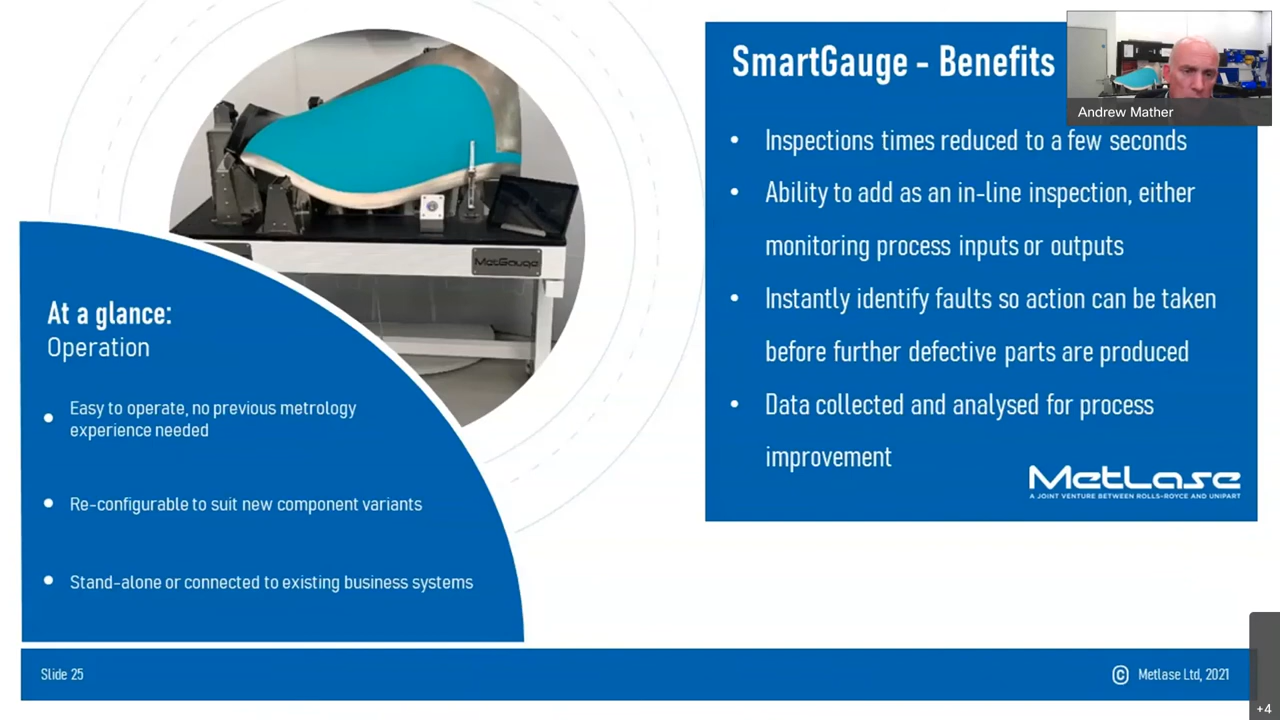 SmartGauge - Benefits
Andrew Mather
• Inspections times reduced to a few seconds
• Ability to add as an in-line inspection, either
monitoring process inputs or outputs
• Instantly identify faults so action can be taken
before further defective parts are produced
• Data collected and analysed for process
improvement
MetLase
A JOINT VENTURE BETWEEN ROLLS-ROYCE AND UNIPART
MetGauge
At a glance:
Operation
• Easy to operate, no previous metrology
experience needed
• Re-configurable to suit new component variants
• Stand-alone or connected to existing business systems
Slide 25
© Metlase Ltd, 2021
+4